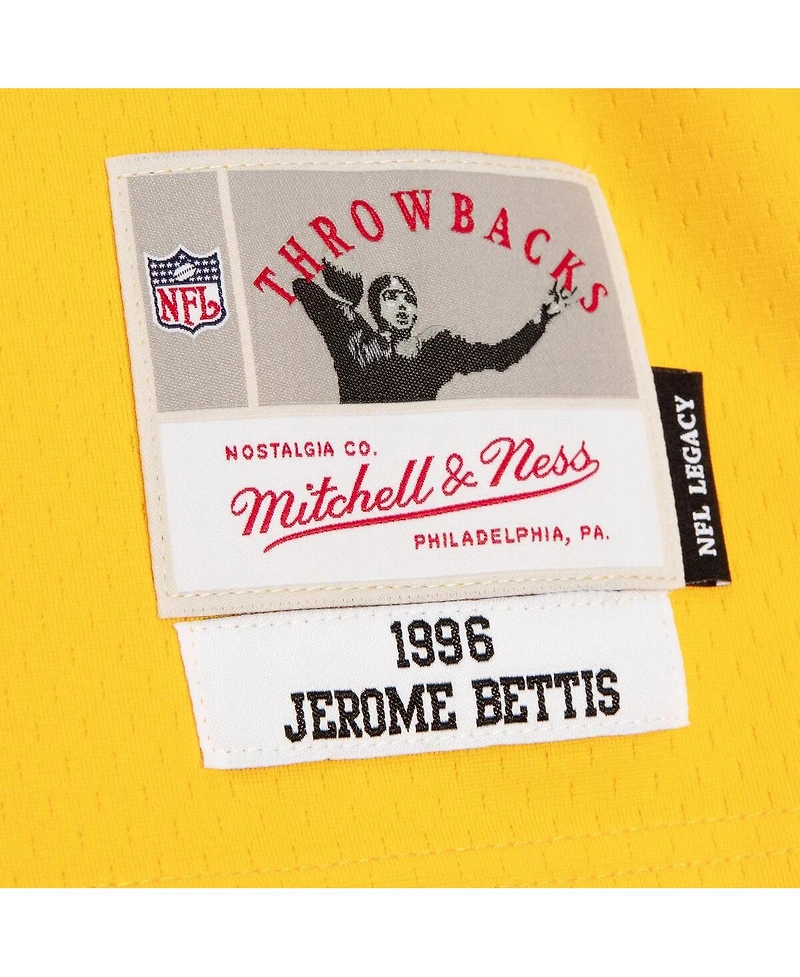 THROWBACKS
NFL
NOSTALGIA CO.
Mitchell & Ness
PHILADELPHIA, PA.
NFL LEGACY
1996
JEROME BETTIS